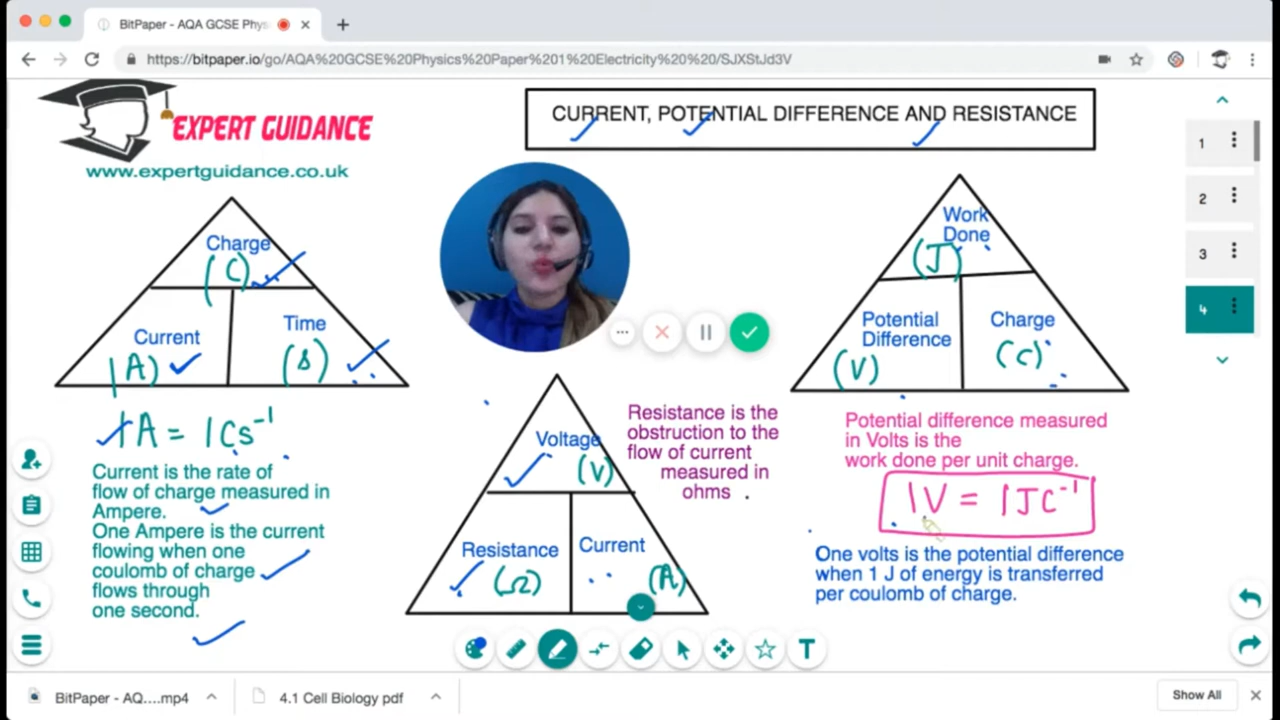 BitPaper - AQA GCSE Phys
https://bitpaper.io/go/AQA%20GCSE%20Physics%20Paper%201%20Electricity%20%20/SJXStJd3V
EXPERT GUIDANCE
www.expertguidance.co.uk
CURRENT, POTENTIAL DIFFERENCE AND RESISTANCE
1
2
3
4
Charge
(C)
Current
(A)
Time
(s)
1A = 1Cs⁻¹
Current is the rate of
flow of charge measured in
Ampere.
One Ampere is the current
flowing when one
coulomb of charge
flows through
one second.
Voltage
(V)
Resistance
(Ω)
Current
(A)
Resistance is the
obstruction to the
flow of current
measured in
ohms .
Work
Done
(J)
Potential
Difference
(V)
Charge
(C)
Potential difference measured
in Volts is the
work done per unit charge.
1V = 1JC⁻¹
One volts is the potential difference
when 1 J of energy is transferred
per coulomb of charge.
T
BitPaper - AQ....mp4
4.1 Cell Biology pdf
Show All